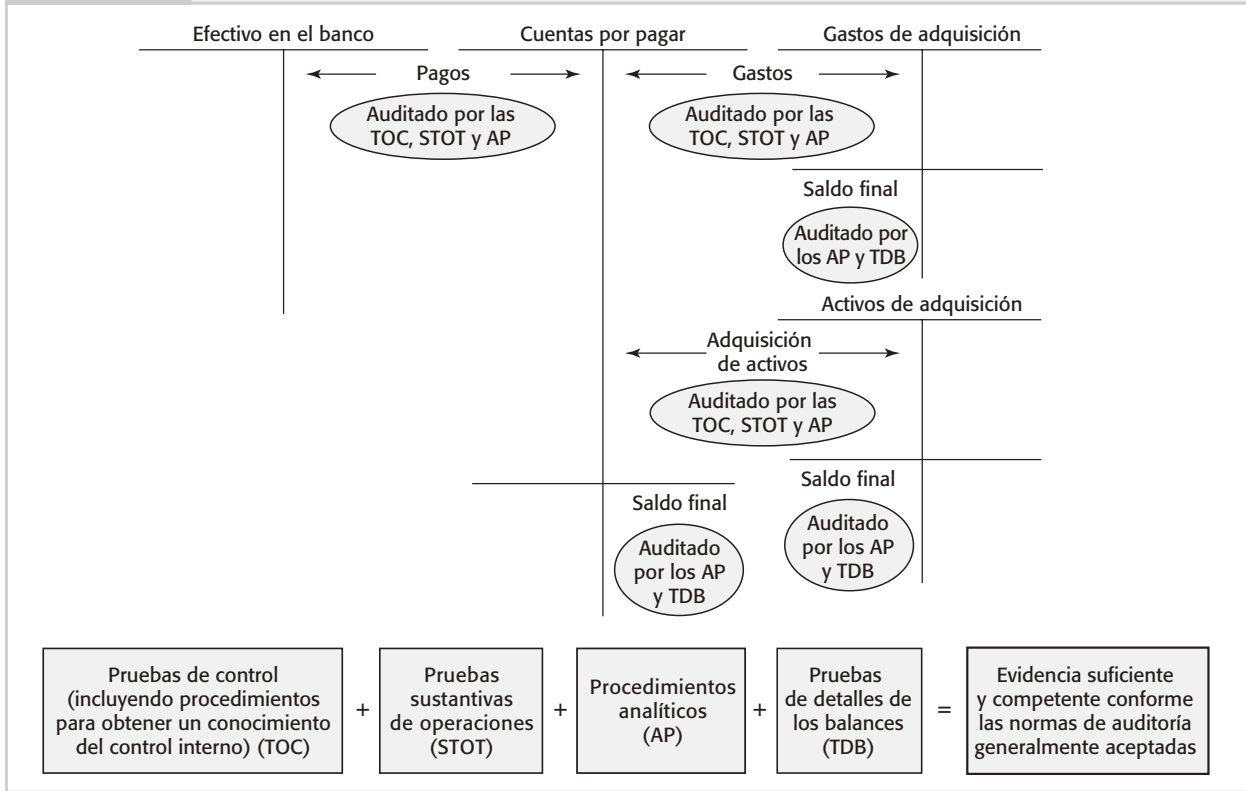 Efectivo en el banco
Cuentas por pagar
Gastos de adquisición
Pagos
Gastos
Auditado por las
TOC, STOT y AP
Auditado por las
TOC, STOT y AP
Saldo final
Auditado por
los AP y TDB
Activos de adquisición
Adquisición
de activos
Auditado por las
TOC, STOT y AP
Saldo final
Auditado
por los AP
y TDB
Saldo final
Auditado
por los AP
y TDB
Pruebas de control
(incluyendo procedimientos
para obtener un conocimiento
del control interno) (TOC)
+
Pruebas
sustantivas
de operaciones
(STOT)
+
Procedimientos
analíticos
(AP)
+
Pruebas
de detalles de
los balances
(TDB)
=
Evidencia suficiente
y competente conforme
las normas de auditoría
generalmente aceptadas